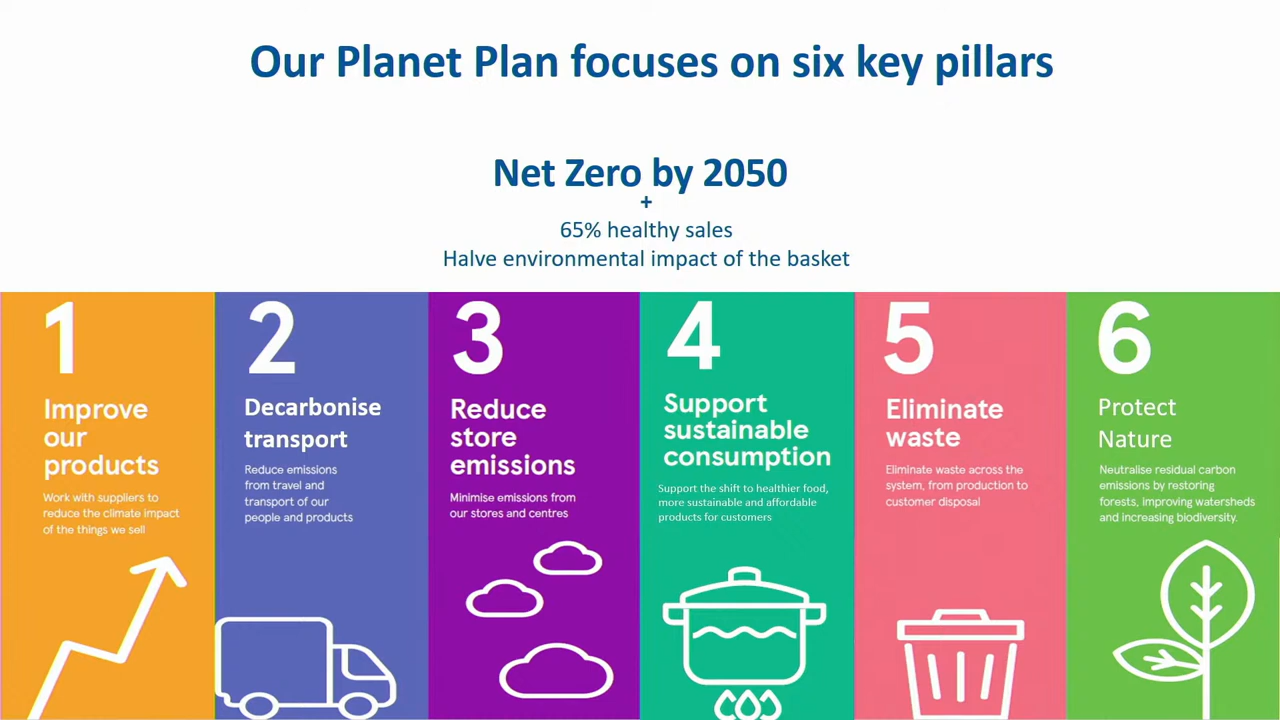 Our Planet Plan focuses on six key pillars
Net Zero by 2050
+
65% healthy sales
Halve environmental impact of the basket
1
Improve
our
products
Work with suppliers to
reduce the climate impact
of the things we sell
2
Decarbonise
transport
Reduce emissions
from travel and
transport of our
people and products
3
Reduce
store
emissions
Minimise emissions from
our stores and centres
4
Support
sustainable
consumption
Support the shift to healthier food,
more sustainable and affordable
products for customers
5
Eliminate
waste
Eliminate waste across the
system, from production to
customer disposal
6
Protect
Nature
Neutralise residual carbon
emissions by restoring
forests, improving watersheds
and increasing biodiversity.